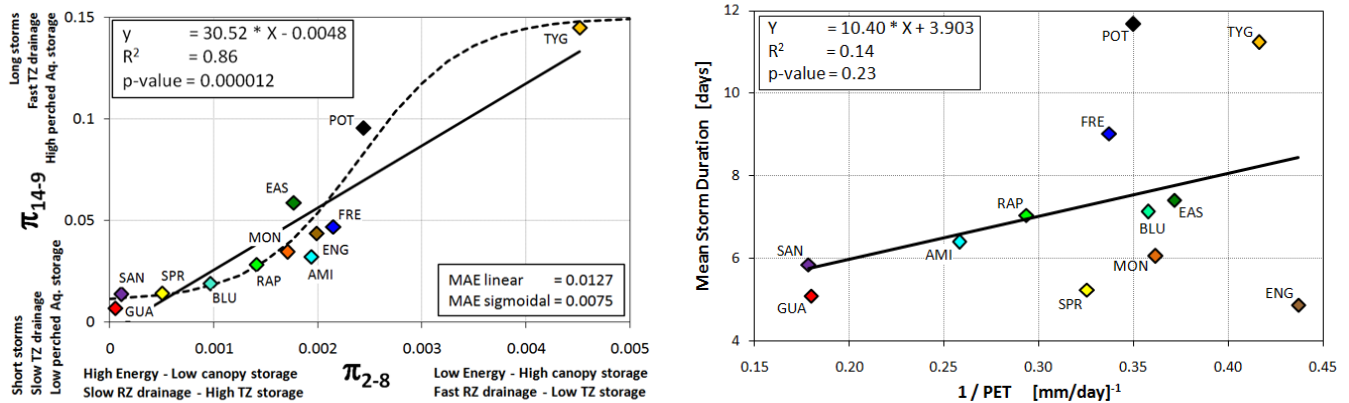 y = 30.52 * X - 0.0048
R2 = 0.86
p-value = 0.000012
Long storms
Fast TZ drainage
High perched Aq. storage
π14-9
Short storms
Slow TZ drainage
Low perched Aq. storage
0.15
0.1
0.05
0
TYG
POT
EAS
FRE
MON
ENG
AMI
RAP
BLU
SPR
SAN
GUA
MAE linear = 0.0127
MAE sigmoidal = 0.0075
0 0.001 0.002 0.003 0.004 0.005
High Energy - Low canopy storage
Slow RZ drainage - High TZ storage
π2-8
Low Energy - High canopy storage
Fast RZ drainage - Low TZ storage
Y = 10.40 * X + 3.903
R2 = 0.14
p-value = 0.23
Mean Storm Duration [days]
12
10
8
6
4
POT
TYG
FRE
RAP
EAS
BLU
SAN
AMI
MON
GUA
SPR
ENG
0.15 0.20 0.25 0.30 0.35 0.40 0.45
1 / PET [mm/day]-1